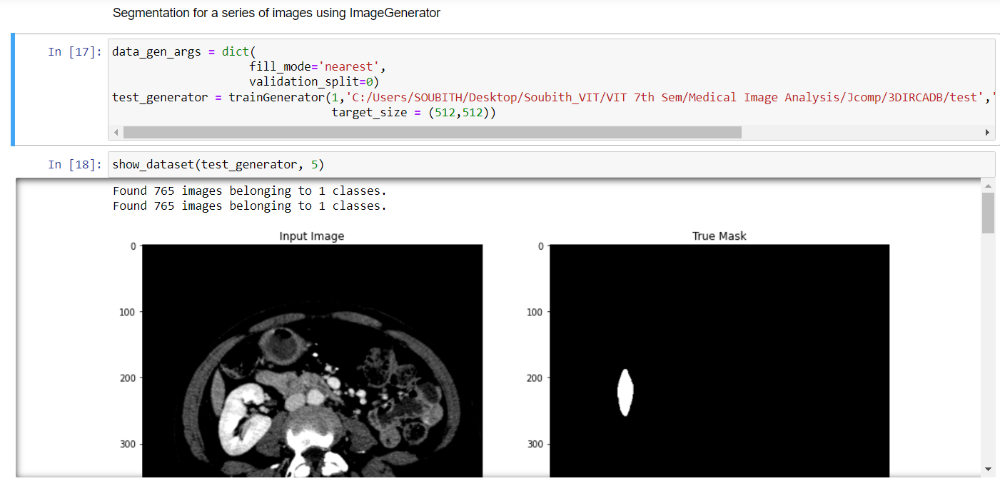 Segmentation for a series of images using ImageGenerator
In [17]: data_gen_args = dict(
fill_mode='nearest',
validation_split=0)
test_generator = trainGenerator(1,'C:/Users/SOUBITH/Desktop/Soubith_VIT/VIT 7th Sem/Medical Image Analysis/Jcomp/3DIRCADB/test','
target_size = (512,512))
In [18]: show_dataset(test_generator, 5)
Found 765 images belonging to 1 classes.
Found 765 images belonging to 1 classes.
Input Image
0
100
200
300
True Mask
0
100
200
300